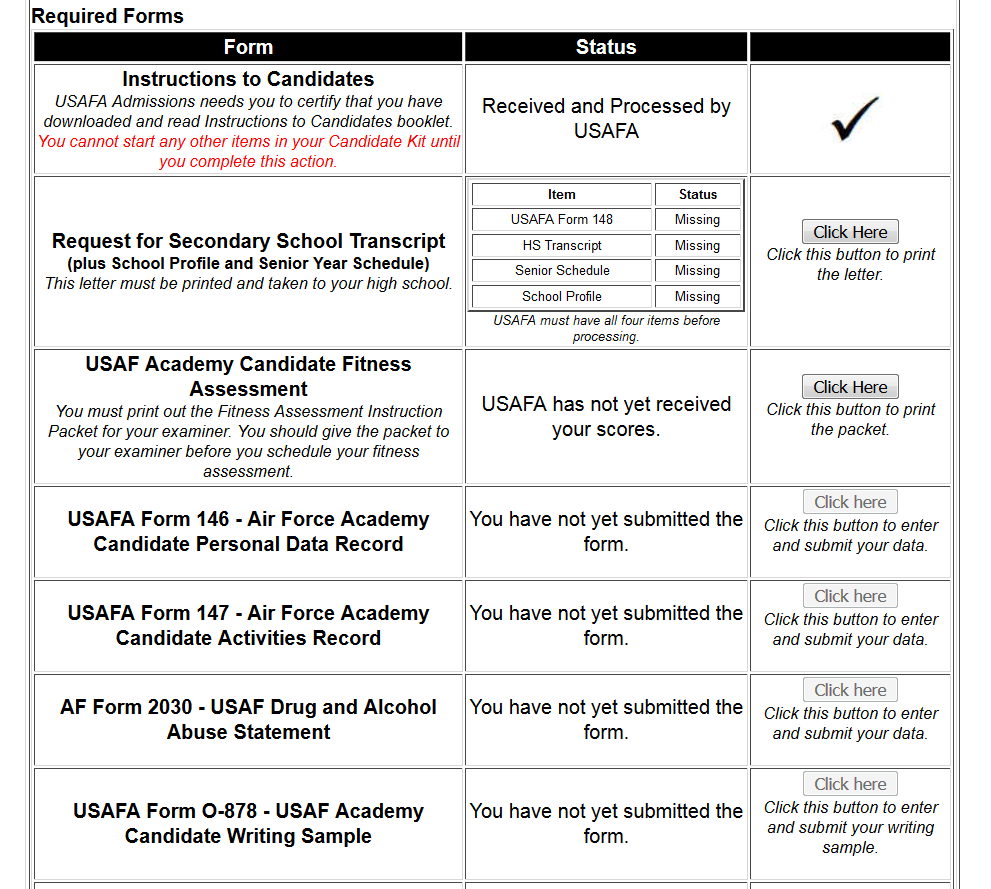 Required Forms
Form
Status
Instructions to Candidates
USAFA Admissions needs you to certify that you have
downloaded and read Instructions to Candidates booklet.
You cannot start any other items in your Candidate Kit until
you complete this action.
Received and Processed by
USAFA
Request for Secondary School Transcript
(plus School Profile and Senior Year Schedule)
This letter must be printed and taken to your high school.
Item Status
USAFA Form 148 Missing
HS Transcript Missing
Senior Schedule Missing
School Profile Missing
USAFA must have all four items before
processing.
Click Here
Click this button to print
the letter.
USAF Academy Candidate Fitness
Assessment
You must print out the Fitness Assessment Instruction
Packet for your examiner. You should give the packet to
your examiner before you schedule your fitness
assessment.
USAFA has not yet received
your scores.
Click Here
Click this button to print
the packet.
USAFA Form 146 - Air Force Academy
Candidate Personal Data Record
You have not yet submitted the
form.
Click here
Click this button to enter
and submit your data.
USAFA Form 147 - Air Force Academy
Candidate Activities Record
You have not yet submitted the
form.
Click here
Click this button to enter
and submit your data.
AF Form 2030 - USAF Drug and Alcohol
Abuse Statement
You have not yet submitted the
form.
Click here
Click this button to enter
and submit your data.
USAFA Form O-878 - USAF Academy
Candidate Writing Sample
You have not yet submitted the
form.
Click here
Click this button to enter
and submit your writing
sample.